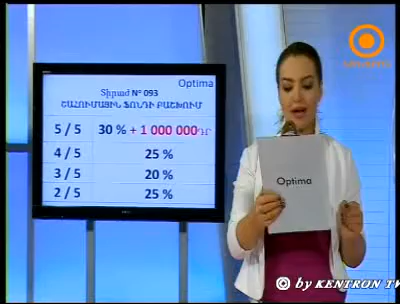 Optima
Տիրաժ № 093
ՇԱՀՈՒՄԱՅԻՆ ՖՈՆԴԻ ԲԱՇԽՈՒՄ
5 / 5 30 % + 1 000 000 ԴՐ
4 / 5 25 %
3 / 5 20 %
2 / 5 25 %
Optima
© by KENTRON TV